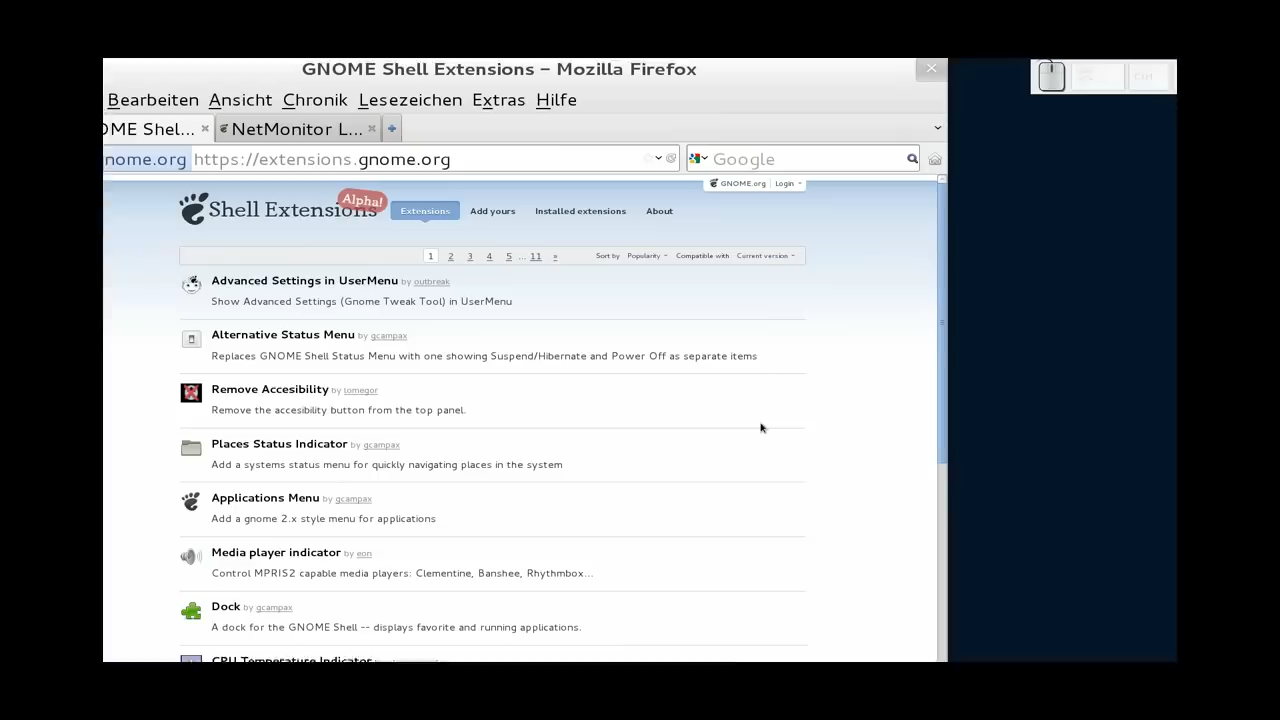 GNOME Shell Extensions – Mozilla Firefox
Bearbeiten Ansicht Chronik Lesezeichen Extras Hilfe
OME Shel... NetMonitor L...
nome.org https://extensions.gnome.org Google
GNOME.org Login
Shell Extensions Alpha! Extensions Add yours Installed extensions About
1 2 3 4 5 ... 11 » Sort by Popularity Compatible with Current version
Advanced Settings in UserMenu by outbreak
Show Advanced Settings (Gnome Tweak Tool) in UserMenu
Alternative Status Menu by gcampax
Replaces GNOME Shell Status Menu with one showing Suspend/Hibernate and Power Off as separate items
Remove Accesibility by lomegor
Remove the accesibility button from the top panel.
Places Status Indicator by gcampax
Add a systems status menu for quickly navigating places in the system
Applications Menu by gcampax
Add a gnome 2.x style menu for applications
Media player indicator by eon
Control MPRIS2 capable media players: Clementine, Banshee, Rhythmbox...
Dock by gcampax
A dock for the GNOME Shell -- displays favorite and running applications.
CPU Temperature Indicator